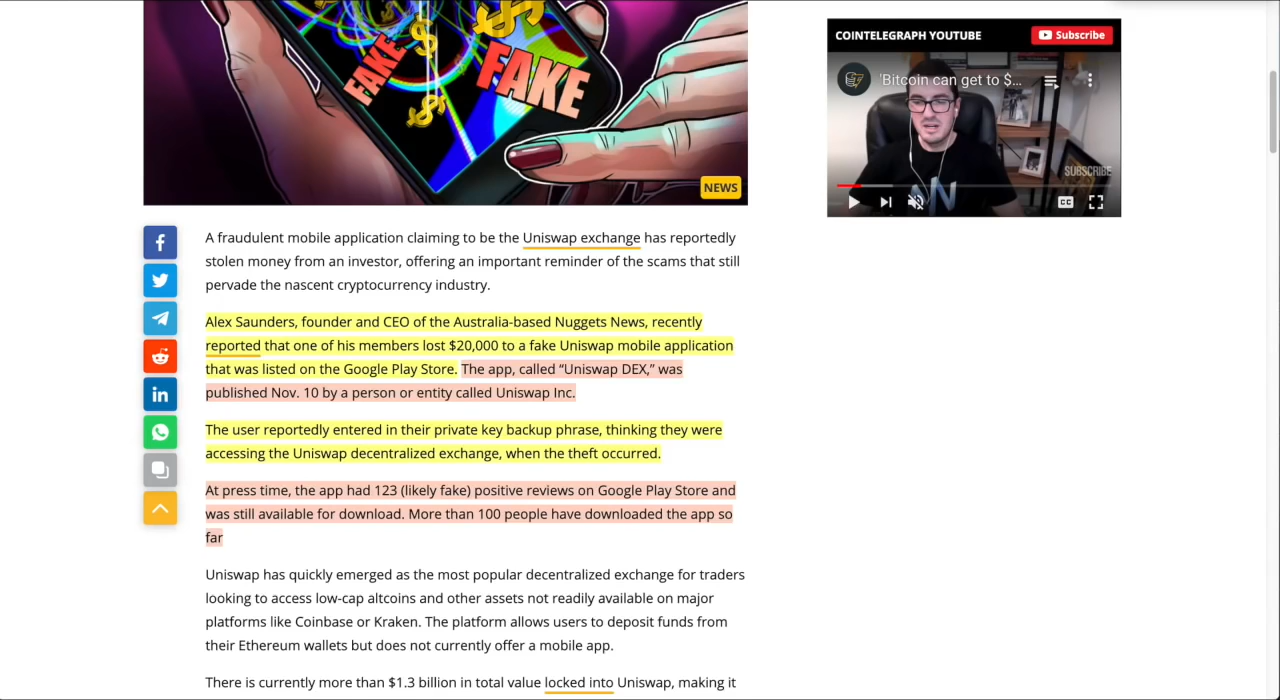 FAKE
FAKE
NEWS
COINTELEGRAPH YOUTUBE
Subscribe
'Bitcoin can get to $...
SUBSCRIBE
CC
A fraudulent mobile application claiming to be the Uniswap exchange has reportedly
stolen money from an investor, offering an important reminder of the scams that still
pervade the nascent cryptocurrency industry.
Alex Saunders, founder and CEO of the Australia-based Nuggets News, recently
reported that one of his members lost $20,000 to a fake Uniswap mobile application
that was listed on the Google Play Store. The app, called “Uniswap DEX,” was
published Nov. 10 by a person or entity called Uniswap Inc.
The user reportedly entered in their private key backup phrase, thinking they were
accessing the Uniswap decentralized exchange, when the theft occurred.
At press time, the app had 123 (likely fake) positive reviews on Google Play Store and
was still available for download. More than 100 people have downloaded the app so
far
Uniswap has quickly emerged as the most popular decentralized exchange for traders
looking to access low-cap altcoins and other assets not readily available on major
platforms like Coinbase or Kraken. The platform allows users to deposit funds from
their Ethereum wallets but does not currently offer a mobile app.
There is currently more than $1.3 billion in total value locked into Uniswap, making it